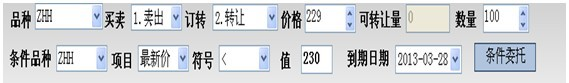 品种 ZHH 买卖 1.卖出 订转 2.转让 价格 229 可转让量 0 数量 100
条件品种 ZHH 项目 最新价 符号 < 值 230 到期日期 2013-03-28 条件委托